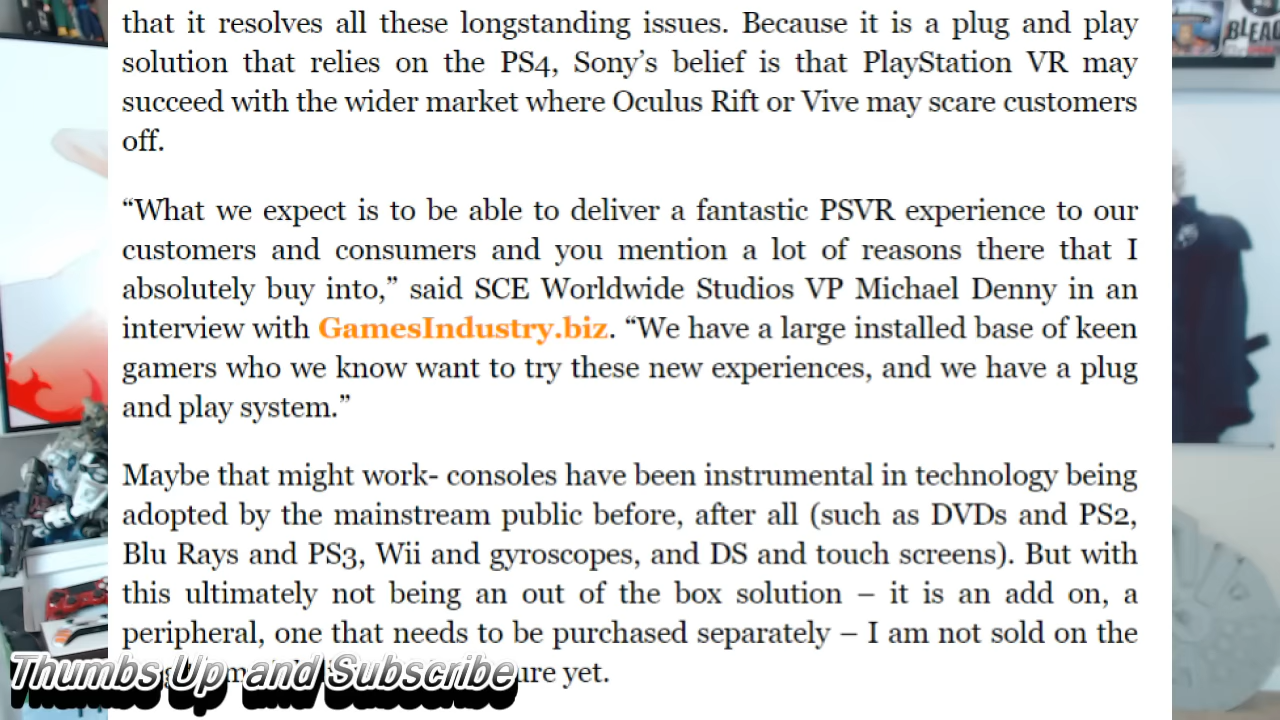 that it resolves all these longstanding issues. Because it is a plug and play
solution that relies on the PS4, Sony’s belief is that PlayStation VR may
succeed with the wider market where Oculus Rift or Vive may scare customers
off.
“What we expect is to be able to deliver a fantastic PSVR experience to our
customers and consumers and you mention a lot of reasons there that I
absolutely buy into,” said SCE Worldwide Studios VP Michael Denny in an
interview with GamesIndustry.biz. “We have a large installed base of keen
gamers who we know want to try these new experiences, and we have a plug
and play system.”
Maybe that might work- consoles have been instrumental in technology being
adopted by the mainstream public before, after all (such as DVDs and PS2,
Blu Rays and PS3, Wii and gyroscopes, and DS and touch screens). But with
this ultimately not being an out of the box solution – it is an add on, a
peripheral, one that needs to be purchased separately – I am not sold on the
yet.
Thumbs Up and Subscribe